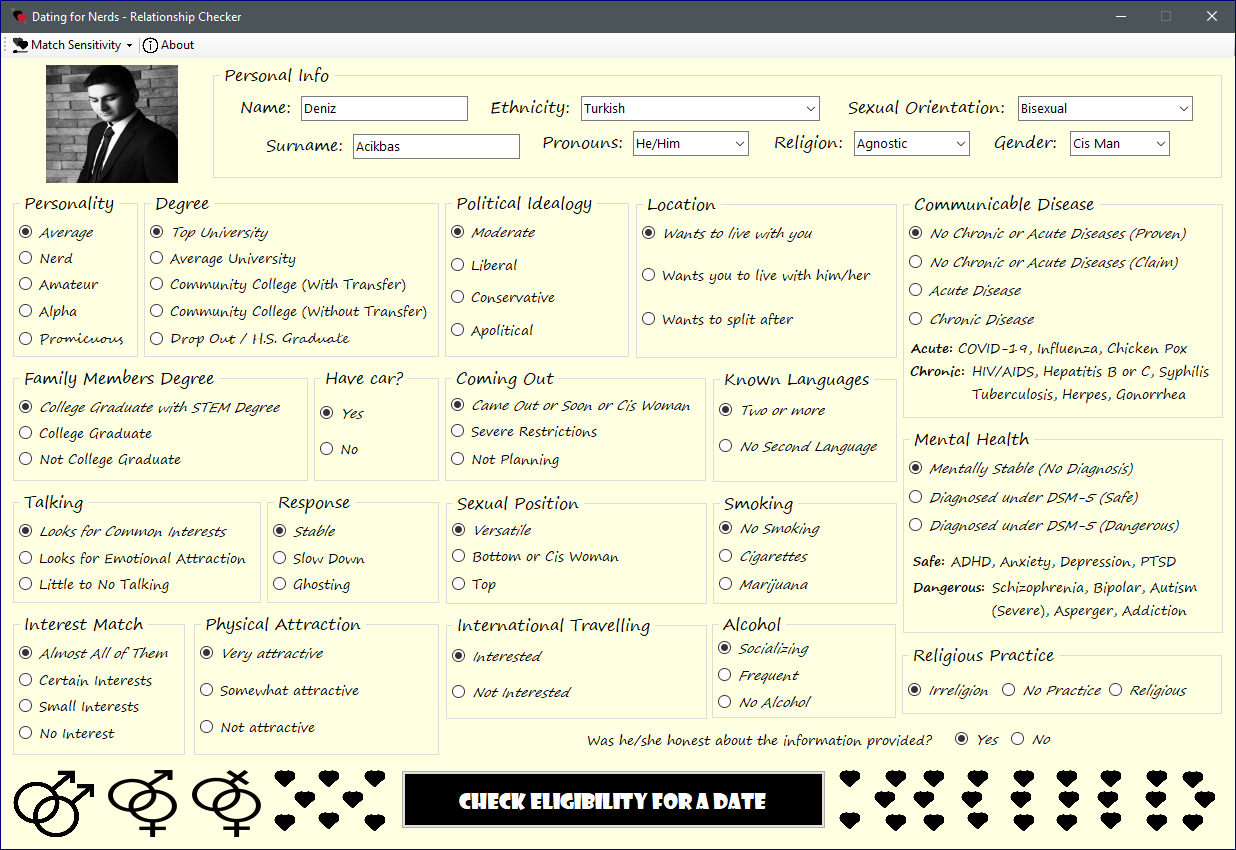 Dating for Nerds - Relationship Checker
Match Sensitivity
About
Personal Info
Name: Deniz Ethnicity: Turkish Sexual Orientation: Bisexual
Surname: Acikbas Pronouns: He/Him Religion: Agnostic Gender: Cis Man
Personality
Average
Nerd
Amateur
Alpha
Promicuous
Degree
Top University
Average University
Community College (With Transfer)
Community College (Without Transfer)
Drop Out / H.S. Graduate
Political Idealogy
Moderate
Liberal
Conservative
Apolitical
Location
Wants to live with you
Wants you to live with him/her
Wants to split after
Communicable Disease
No Chronic or Acute Diseases (Proven)
No Chronic or Acute Diseases (Claim)
Acute Disease
Chronic Disease
Acute: COVID-19, Influenza, Chicken Pox
Chronic: HIV/AIDS, Hepatitis B or C, Syphilis
Tuberculosis, Herpes, Gonorrhea
Family Members Degree
College Graduate with STEM Degree
College Graduate
Not College Graduate
Have car?
Yes
No
Coming Out
Came Out or Soon or Cis Woman
Severe Restrictions
Not Planning
Known Languages
Two or more
No Second Language
Mental Health
Mentally Stable (No Diagnosis)
Diagnosed under DSM-5 (Safe)
Diagnosed under DSM-5 (Dangerous)
Safe: ADHD, Anxiety, Depression, PTSD
Dangerous: Schizophrenia, Bipolar, Autism
(Severe), Asperger, Addiction
Talking
Looks for Common Interests
Looks for Emotional Attraction
Little to No Talking
Response
Stable
Slow Down
Ghosting
Sexual Position
Versatile
Bottom or Cis Woman
Top
Smoking
No Smoking
Cigarettes
Marijuana
Interest Match
Almost All of Them
Certain Interests
Small Interests
No Interest
Physical Attraction
Very attractive
Somewhat attractive
Not attractive
International Travelling
Interested
Not Interested
Alcohol
Socializing
Frequent
No Alcohol
Religious Practice
Irreligion No Practice Religious
Was he/she honest about the information provided? Yes No
CHECK ELIGIBILITY FOR A DATE